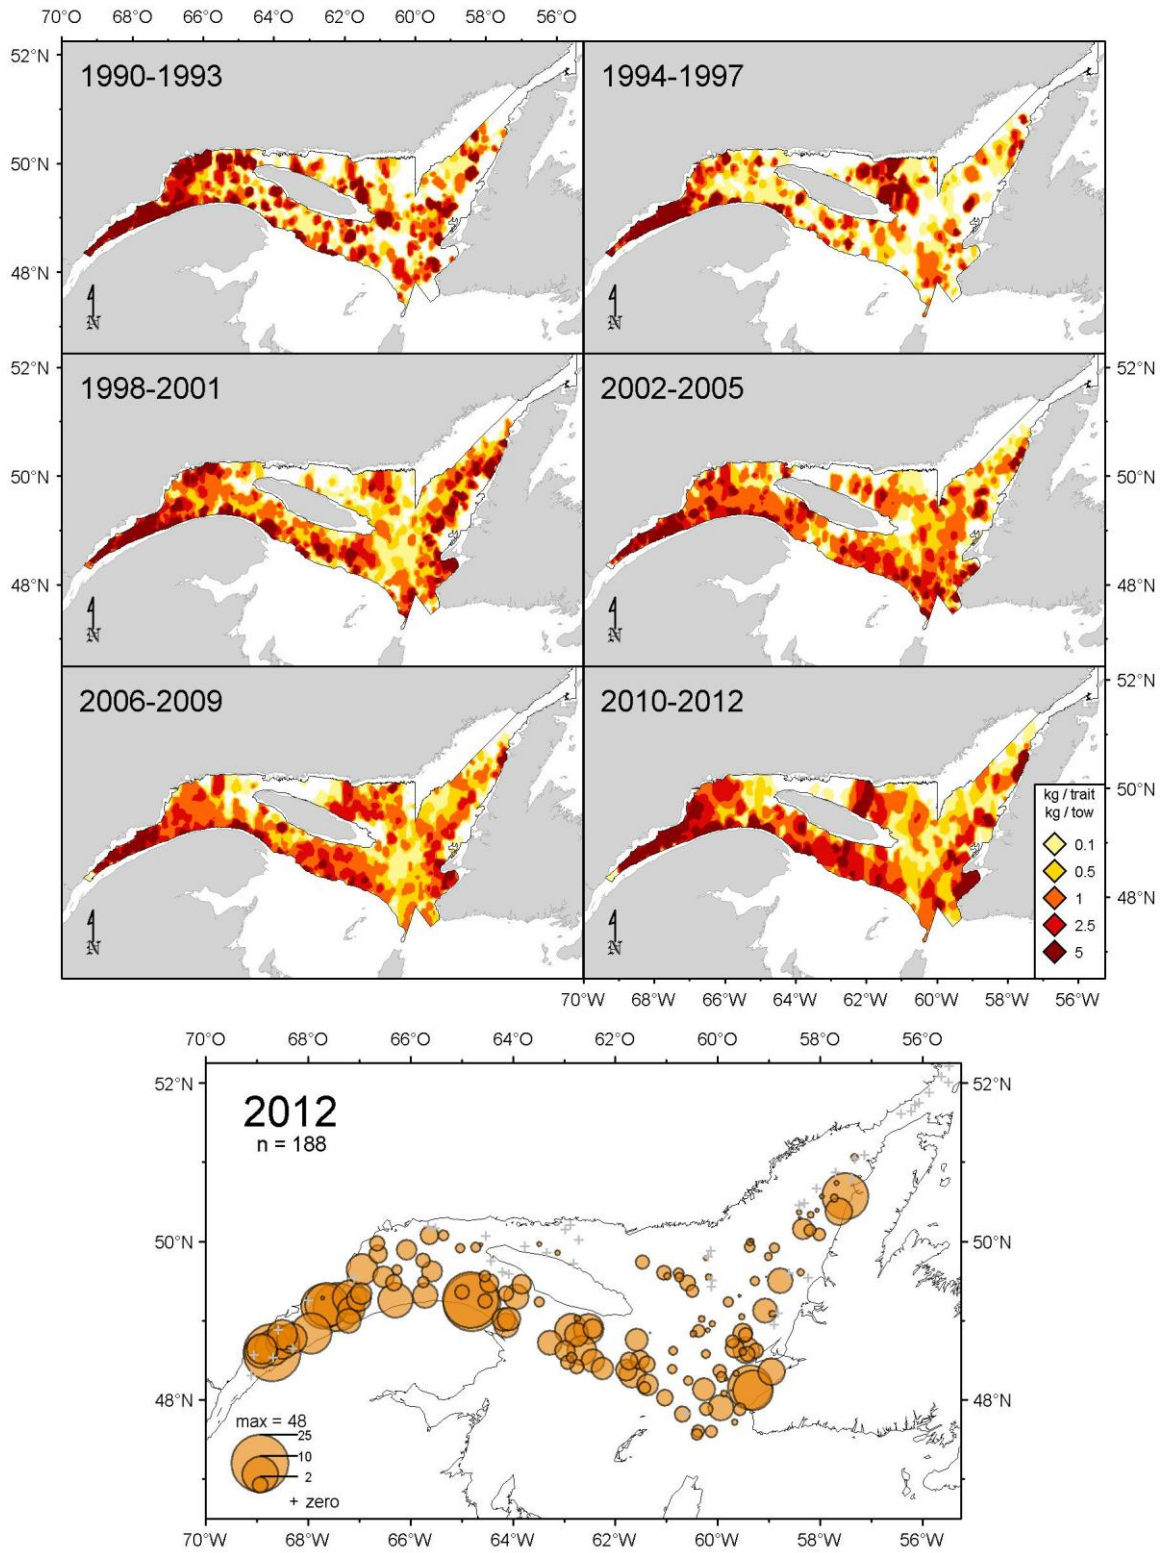 70°O 68°O 66°O 64°O 62°O 60°O 58°O 56°O
52°N
1990-1993
1994-1997
50°N
48°N
N
N
52°N
52°N
1998-2001
2002-2005
50°N
50°N
48°N
48°N
N
N
52°N
2006-2009
2010-2012
50°N
kg / trait
kg / tow
0.1
0.5
1
48°N
2.5
5
N
N
70°W 68°W 66°W 64°W 62°W 60°W 58°W 56°W
70°O 68°O 66°O 64°O 62°O 60°O 58°O 56°O
52°N
52°N
2012
n = 188
50°N
50°N
48°N
48°N
max = 48
25
10
2
+ zero
70°W 68°W 66°W 64°W 62°W 60°W 58°W 56°W